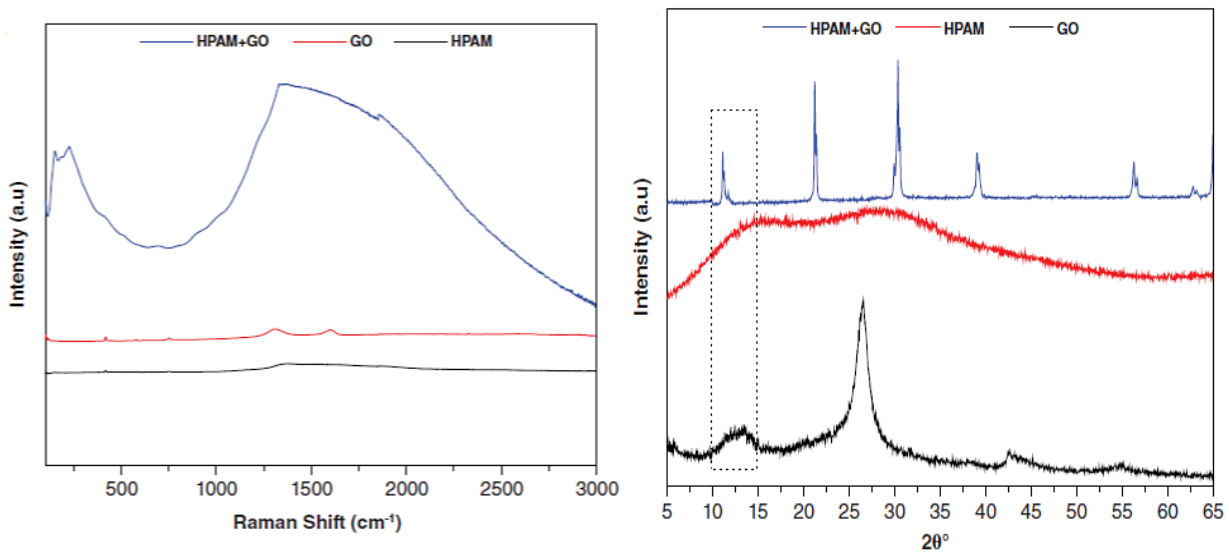 HPAM+GO GO HPAM
Intensity (a.u)
500 1000 1500 2000 2500 3000
Raman Shift (cm⁻¹)
HPAM+GO HPAM GO
Intensity (a.u)
5 10 15 20 25 30 35 40 45 50 55 60 65
2θ°